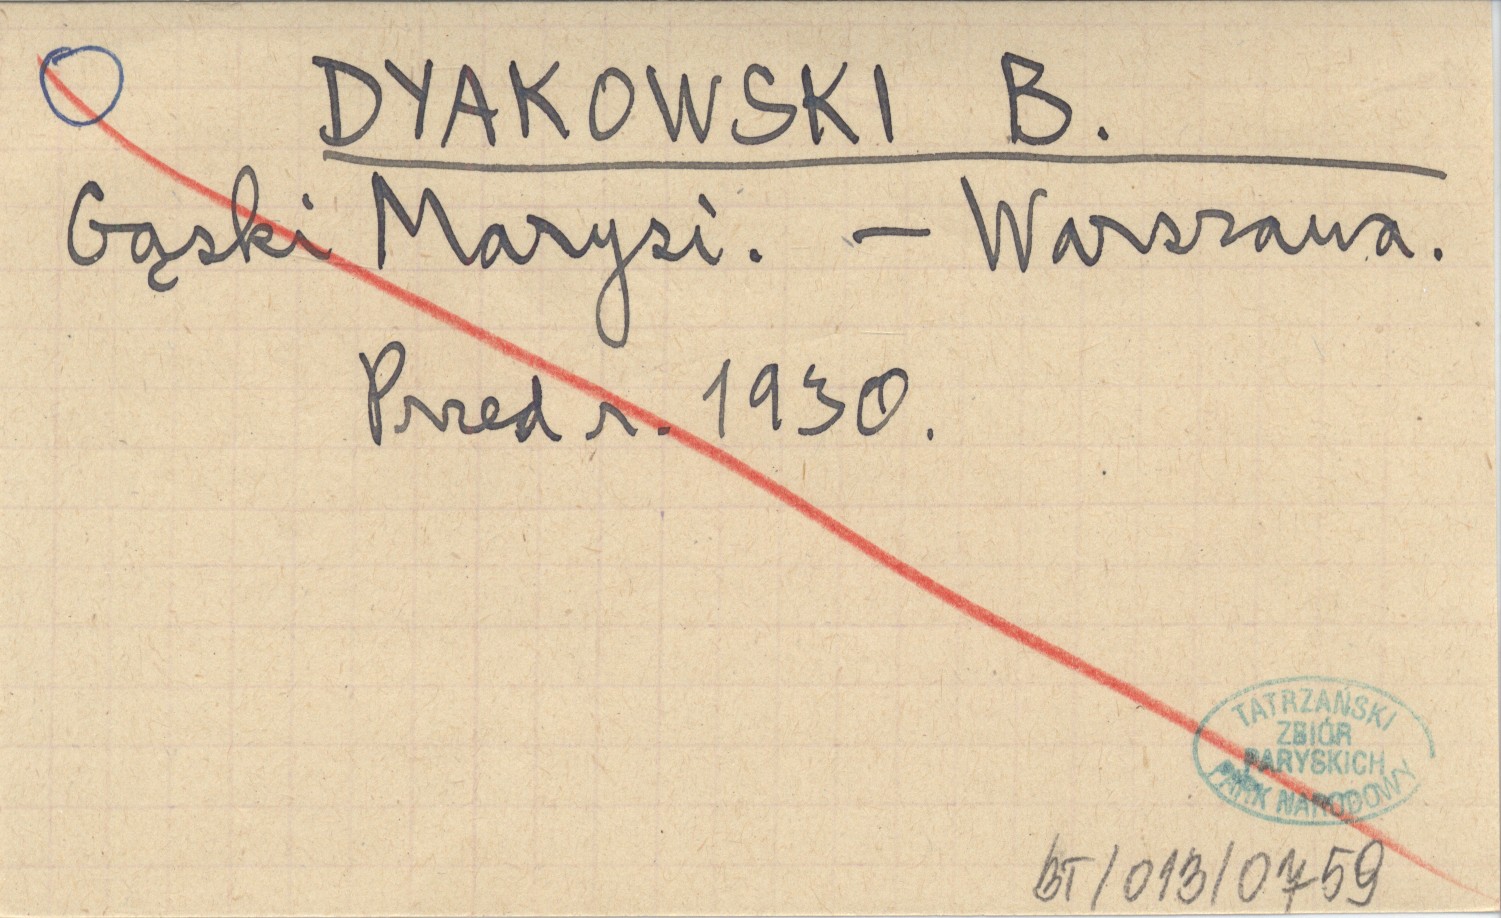 DYAKOWSKI B.
Gąski Marysi. – Warszawa.
Przed r. 1930.
TATRZAŃSKI
ZBIÓR
PARYSKICH
PARK NARODOWY
BT/013/0759